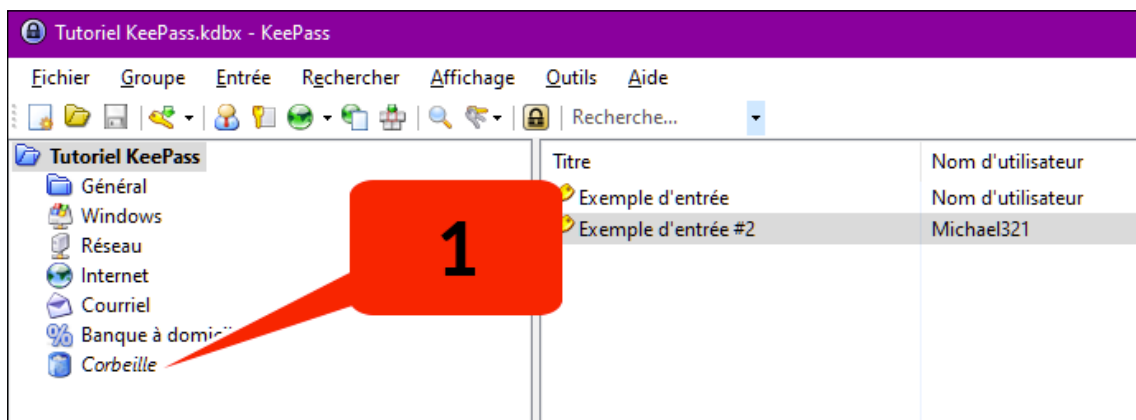 Tutoriel KeePass.kdbx - KeePass
Fichier Groupe Entrée Rechercher Affichage Outils Aide
Recherche...
Tutoriel KeePass
Général
Windows
Réseau
Internet
Courriel
Banque à
Corbeille
1
Titre Nom d'utilisateur
Exemple d'entrée Nom d'utilisateur
Exemple d'entrée #2 Michael321